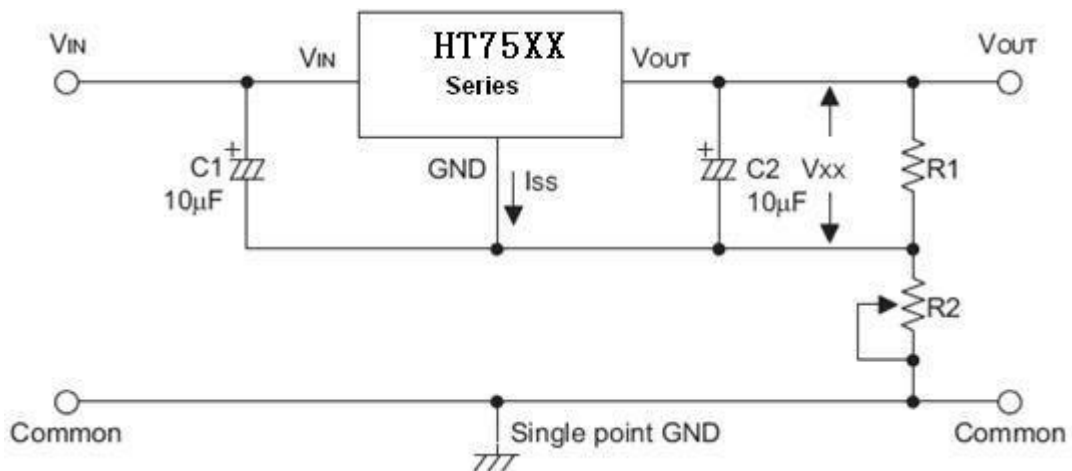 VIN
VIN
HT75XX
Series
VOUT
VOUT
GND
ISS
+
C1
10µF
+
C2
10µF
VXX
R1
R2
Common
Single point GND
Common